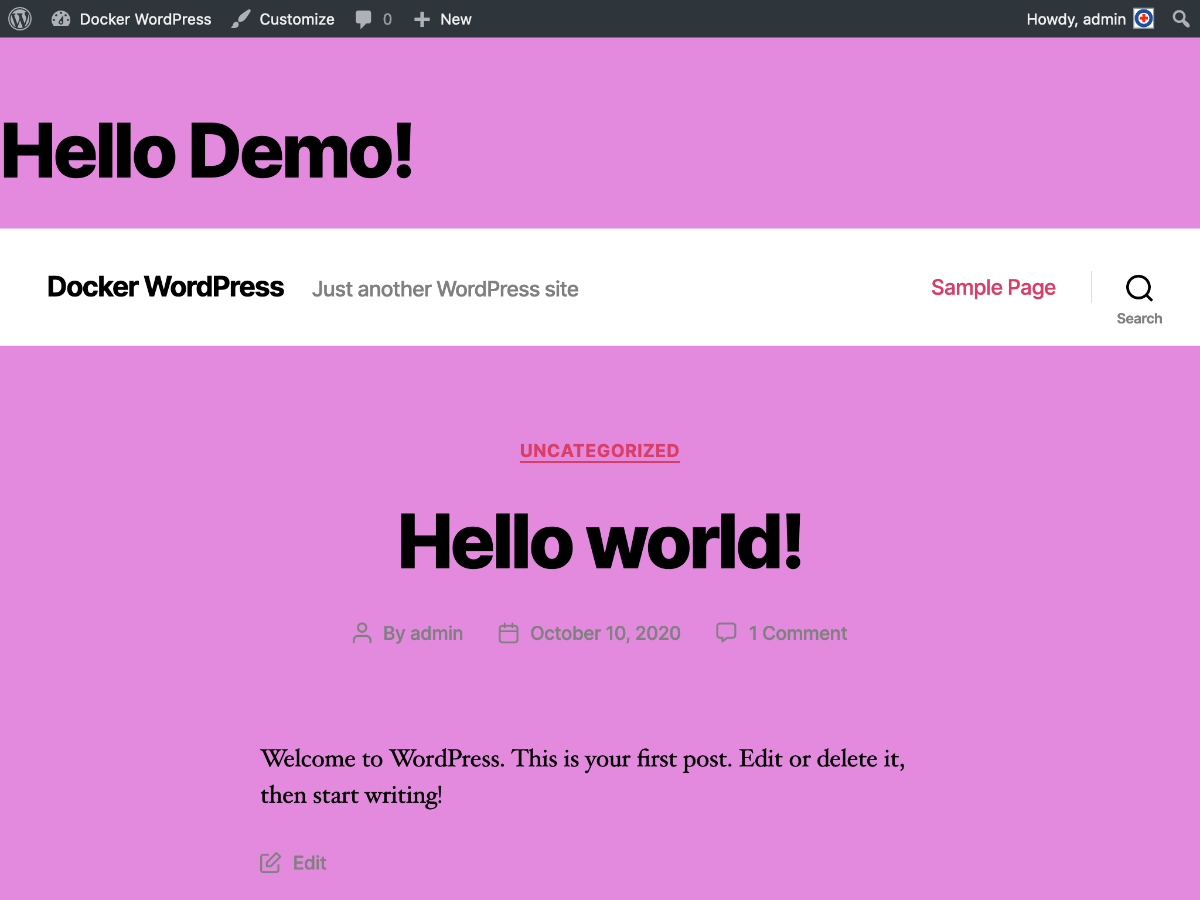 Docker WordPress Customize 0 New Howdy, admin
Hello Demo!
Docker WordPress Just another WordPress site Sample Page
Search
UNCATEGORIZED
Hello world!
By admin October 10, 2020 1 Comment
Welcome to WordPress. This is your first post. Edit or delete it,
then start writing!
Edit